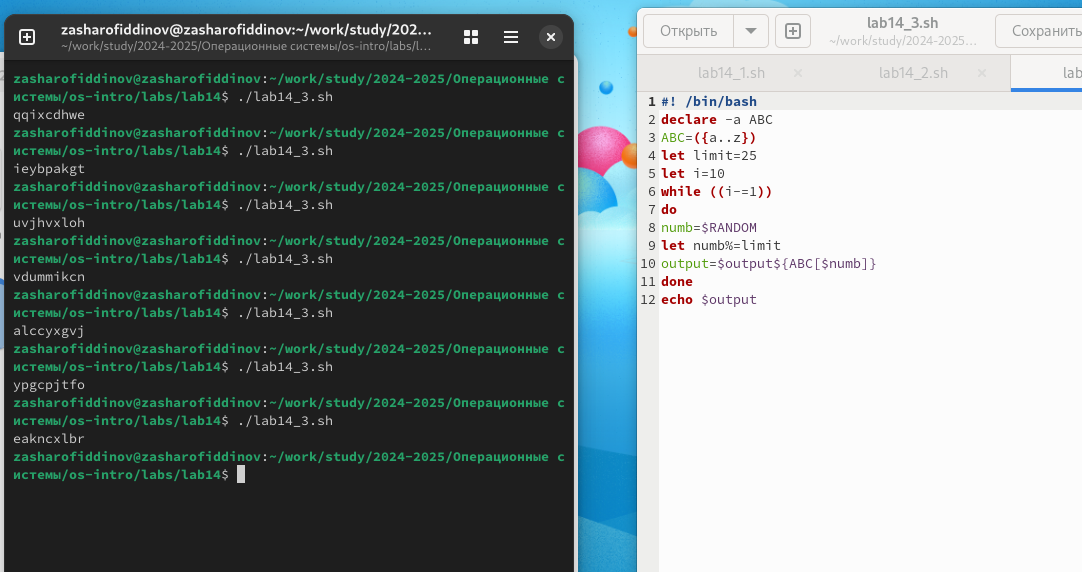 zasharofiddinov@zasharofiddinov:~/work/study/202...
~/work/study/2024-2025/Операционные системы/os-intro/labs/l...
zasharofiddinov@zasharofiddinov:~/work/study/2024-2025/Операционные с
истемы/os-intro/labs/lab14$ ./lab14_3.sh
qqixcdhwe
zasharofiddinov@zasharofiddinov:~/work/study/2024-2025/Операционные с
истемы/os-intro/labs/lab14$ ./lab14_3.sh
ieybpakgt
zasharofiddinov@zasharofiddinov:~/work/study/2024-2025/Операционные с
истемы/os-intro/labs/lab14$ ./lab14_3.sh
uvjhvxloh
zasharofiddinov@zasharofiddinov:~/work/study/2024-2025/Операционные с
истемы/os-intro/labs/lab14$ ./lab14_3.sh
vdummikcn
zasharofiddinov@zasharofiddinov:~/work/study/2024-2025/Операционные с
истемы/os-intro/labs/lab14$ ./lab14_3.sh
alccyxgvj
zasharofiddinov@zasharofiddinov:~/work/study/2024-2025/Операционные с
истемы/os-intro/labs/lab14$ ./lab14_3.sh
ypgcpjtfo
zasharofiddinov@zasharofiddinov:~/work/study/2024-2025/Операционные с
истемы/os-intro/labs/lab14$ ./lab14_3.sh
eakncxlbr
zasharofiddinov@zasharofiddinov:~/work/study/2024-2025/Операционные с
истемы/os-intro/labs/lab14$
Открыть
lab14_3.sh
~/work/study/2024-2025...
Сохранить
lab14_1.sh
lab14_2.sh
lab
1 #! /bin/bash
2 declare -a ABC
3 ABC=({a..z})
4 let limit=25
5 let i=10
6 while ((i-=1))
7 do
8 numb=$RANDOM
9 let numb%=limit
10 output=$output${ABC[$numb]}
11 done
12 echo $output